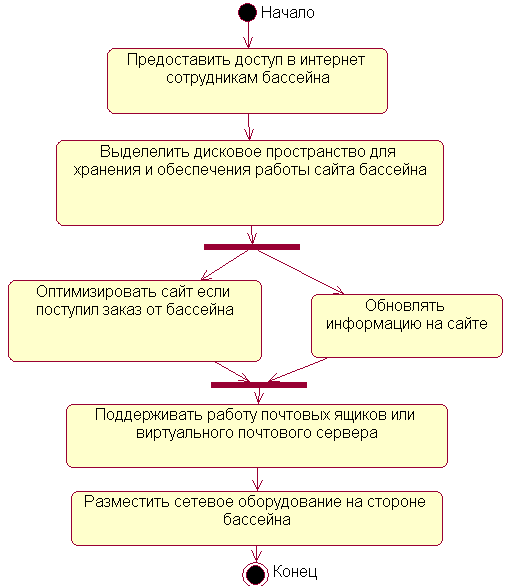 Начало
Предоставить доступ в интернет
сотрудникам бассейна
Выделелить дисковое пространство для
хранения и обеспечения работы сайта бассейна
Оптимизировать сайт если
поступил заказ от бассейна
Обновлять
информацию на сайте
Поддерживать работу почтовых ящиков или
виртуального почтового сервера
Разместить сетевое оборудование на стороне
бассейна
Конец